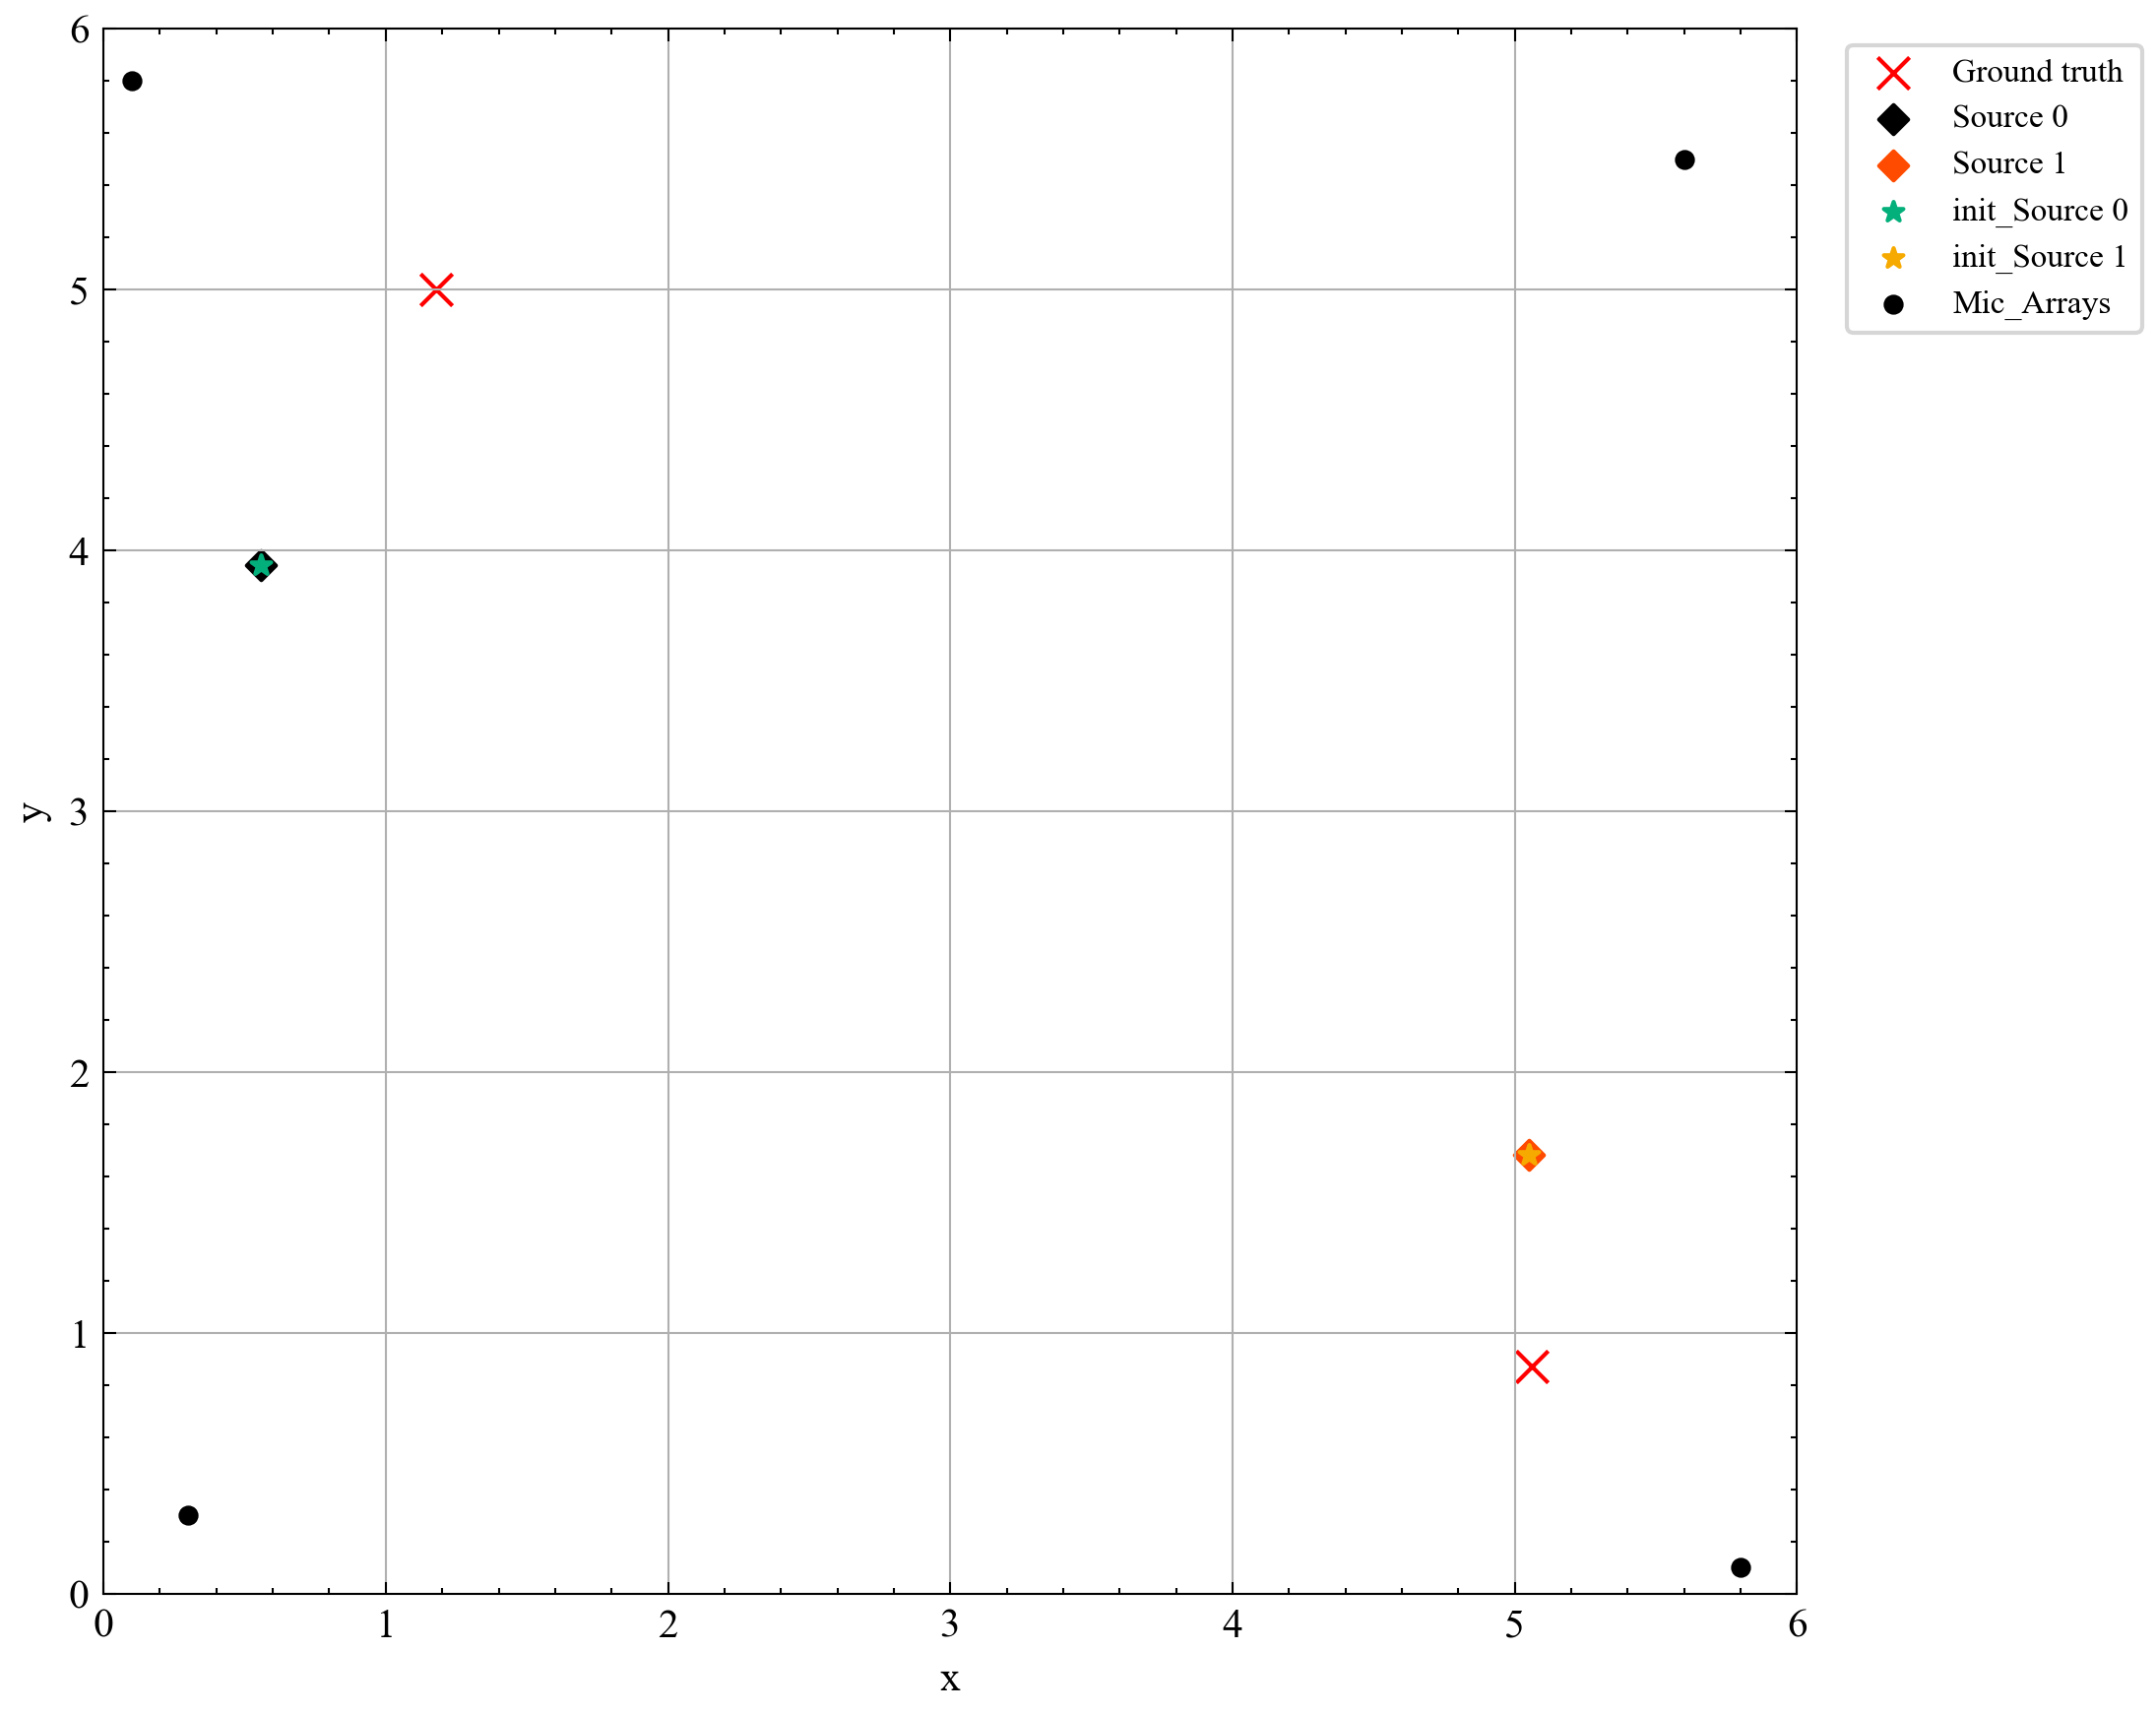 6
5
4
3
2
1
0
y
0 1 2 3 4 5 6
x
Ground truth
Source 0
Source 1
init_Source 0
init_Source 1
Mic_Arrays